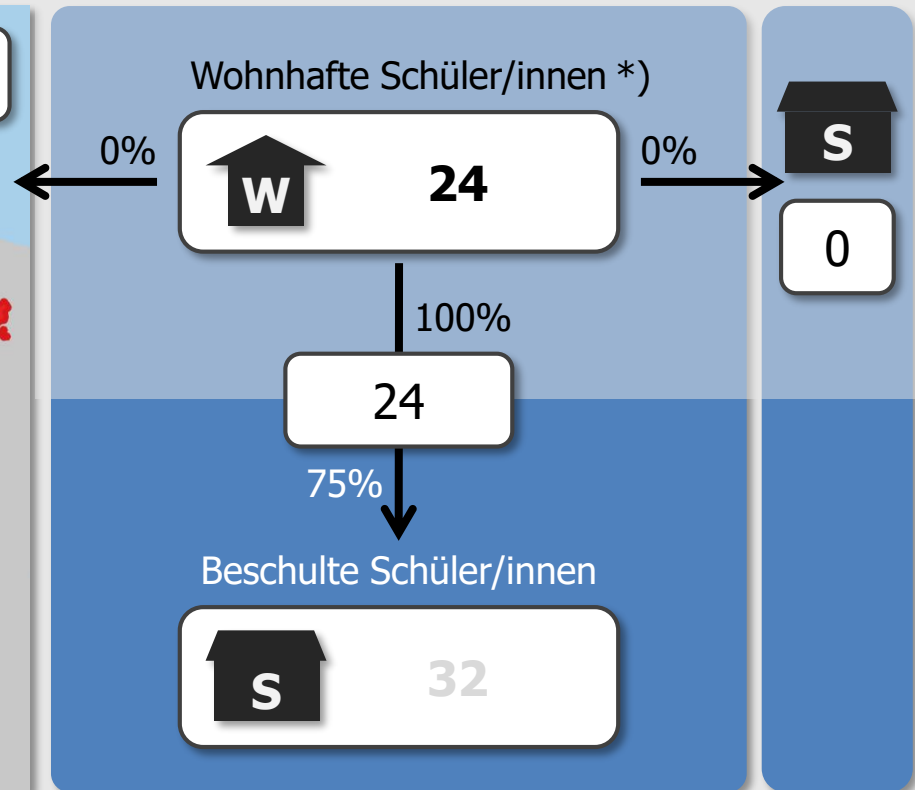 Wohnhafte Schüler/innen *)
0%
W
24
0%
S
0
100%
24
75%
Beschulte Schüler/innen
S
32